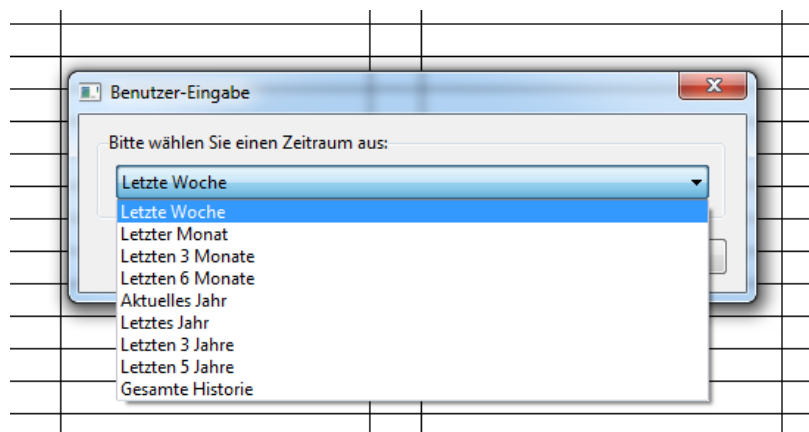 Benutzer-Eingabe
Bitte wählen Sie einen Zeitraum aus:
Letzte Woche
Letzte Woche
Letzter Monat
Letzten 3 Monate
Letzten 6 Monate
Aktuelles Jahr
Letztes Jahr
Letzten 3 Jahre
Letzten 5 Jahre
Gesamte Historie